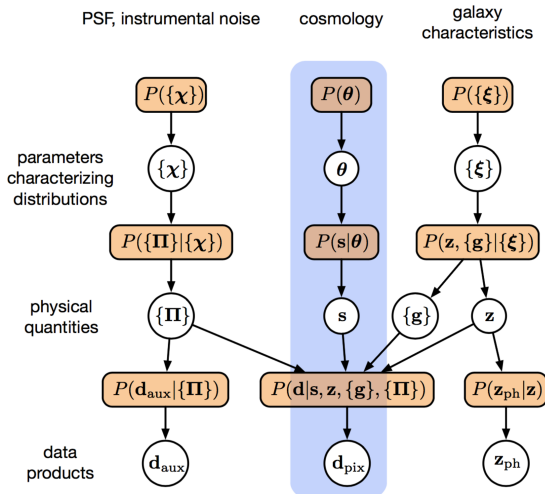 PSF, instrumental noise
cosmology
galaxy
characteristics
P({χ})
P(θ)
P({ξ})
parameters
characterizing
distributions
{χ}
θ
{ξ}
P({Π}|{χ})
P(s|θ)
P(z, {g}|{ξ})
physical
quantities
{Π}
s
{g}
z
P(d_aux|{Π})
P(d|s, z, {g}, {Π})
P(z_ph|z)
data
products
d_aux
d_pix
z_ph